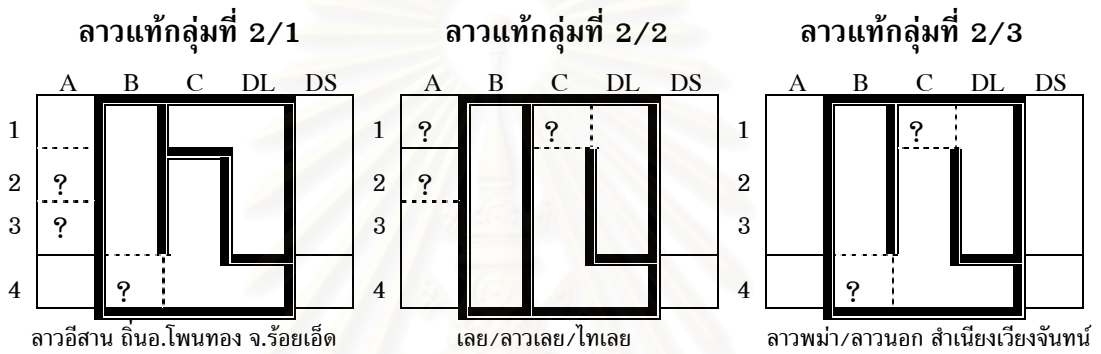 ลาวแท้กลุ่มที่ 2/1 ลาวแท้กลุ่มที่ 2/2 ลาวแท้กลุ่มที่ 2/3
A B C DL DS A B C DL DS A B C DL DS
1 1 ? ? 1 ?
2 ? 2 ? 2
3 ? 3 3
4 ? 4 4 ?
ลาวอีสาน ถิ่นอ.โพนทอง จ.ร้อยเอ็ด เลย/ลาวเลย/ไทเลย ลาวพม่า/ลาวนอก สำเนียงเวียงจันทน์